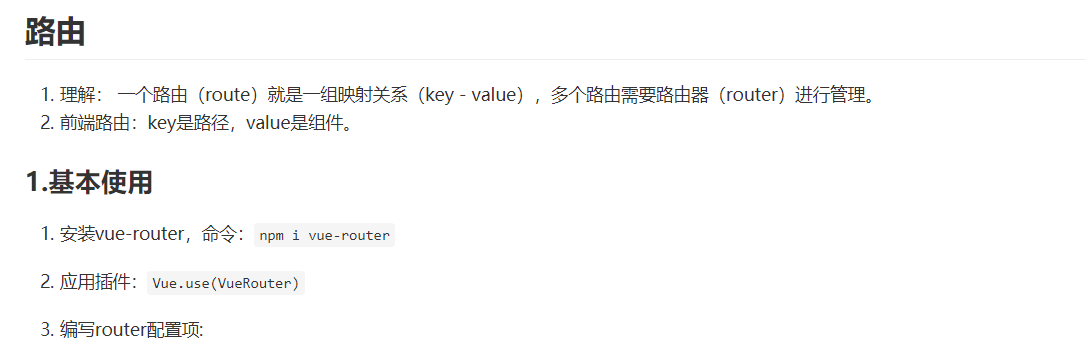 路由
1. 理解： 一个路由（route）就是一组映射关系（key - value），多个路由需要路由器（router）进行管理。
2. 前端路由：key是路径，value是组件。
1.基本使用
1. 安装vue-router，命令：npm i vue-router
2. 应用插件：Vue.use(VueRouter)
3. 编写router配置项: